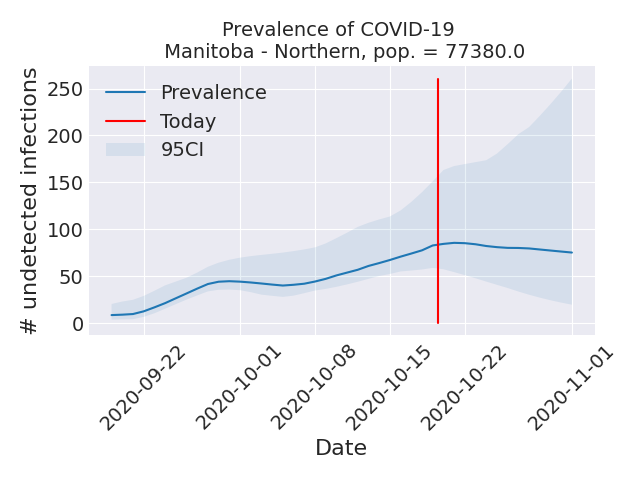 Prevalence of COVID-19
Manitoba - Northern, pop. = 77380.0
# undetected infections
250
200
150
100
50
0
Prevalence
Today
95CI
2020-09-22
2020-10-01
2020-10-08
2020-10-15
2020-10-22
2020-11-01
Date